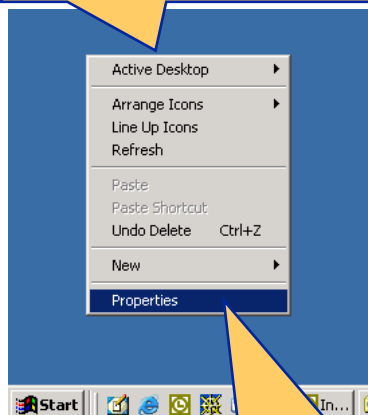 Active Desktop
Arrange Icons
Line Up Icons
Refresh
Paste
Paste Shortcut
Undo Delete Ctrl+Z
New
Properties
Start In...